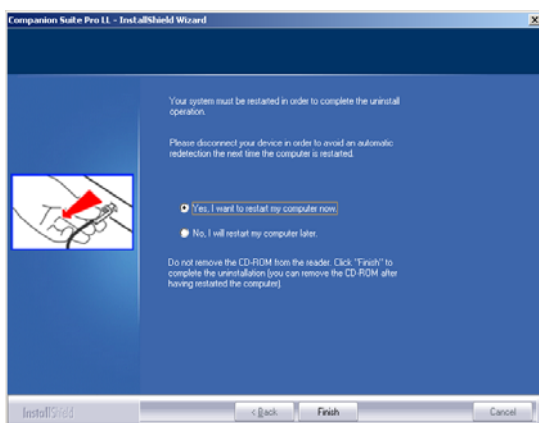 Companion Suite Pro LL - InstallShield Wizard
Your system must be restarted in order to complete the uninstall
operation.
Please disconnect your device in order to avoid an automatic
redetection the next time the computer is restarted.
Yes, I want to restart my computer now.
No, I will restart my computer later.
Do not remove the CD-ROM from the reader. Click "Finish" to
complete the uninstallation (you can remove the CD-ROM after
having restarted the computer).
InstallShield
< Back Finish Cancel